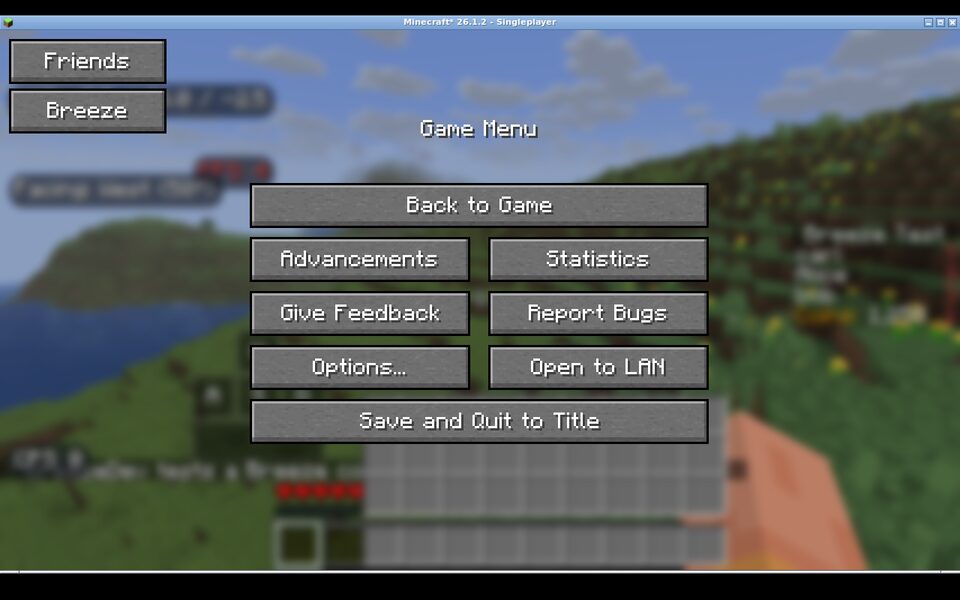 Minecraft* 26.1.2 - Singleplayer
Friends
Breeze
Game Menu
Back to Game
Advancements
Statistics
Give Feedback
Report Bugs
Options...
Open to LAN
Save and Quit to Title